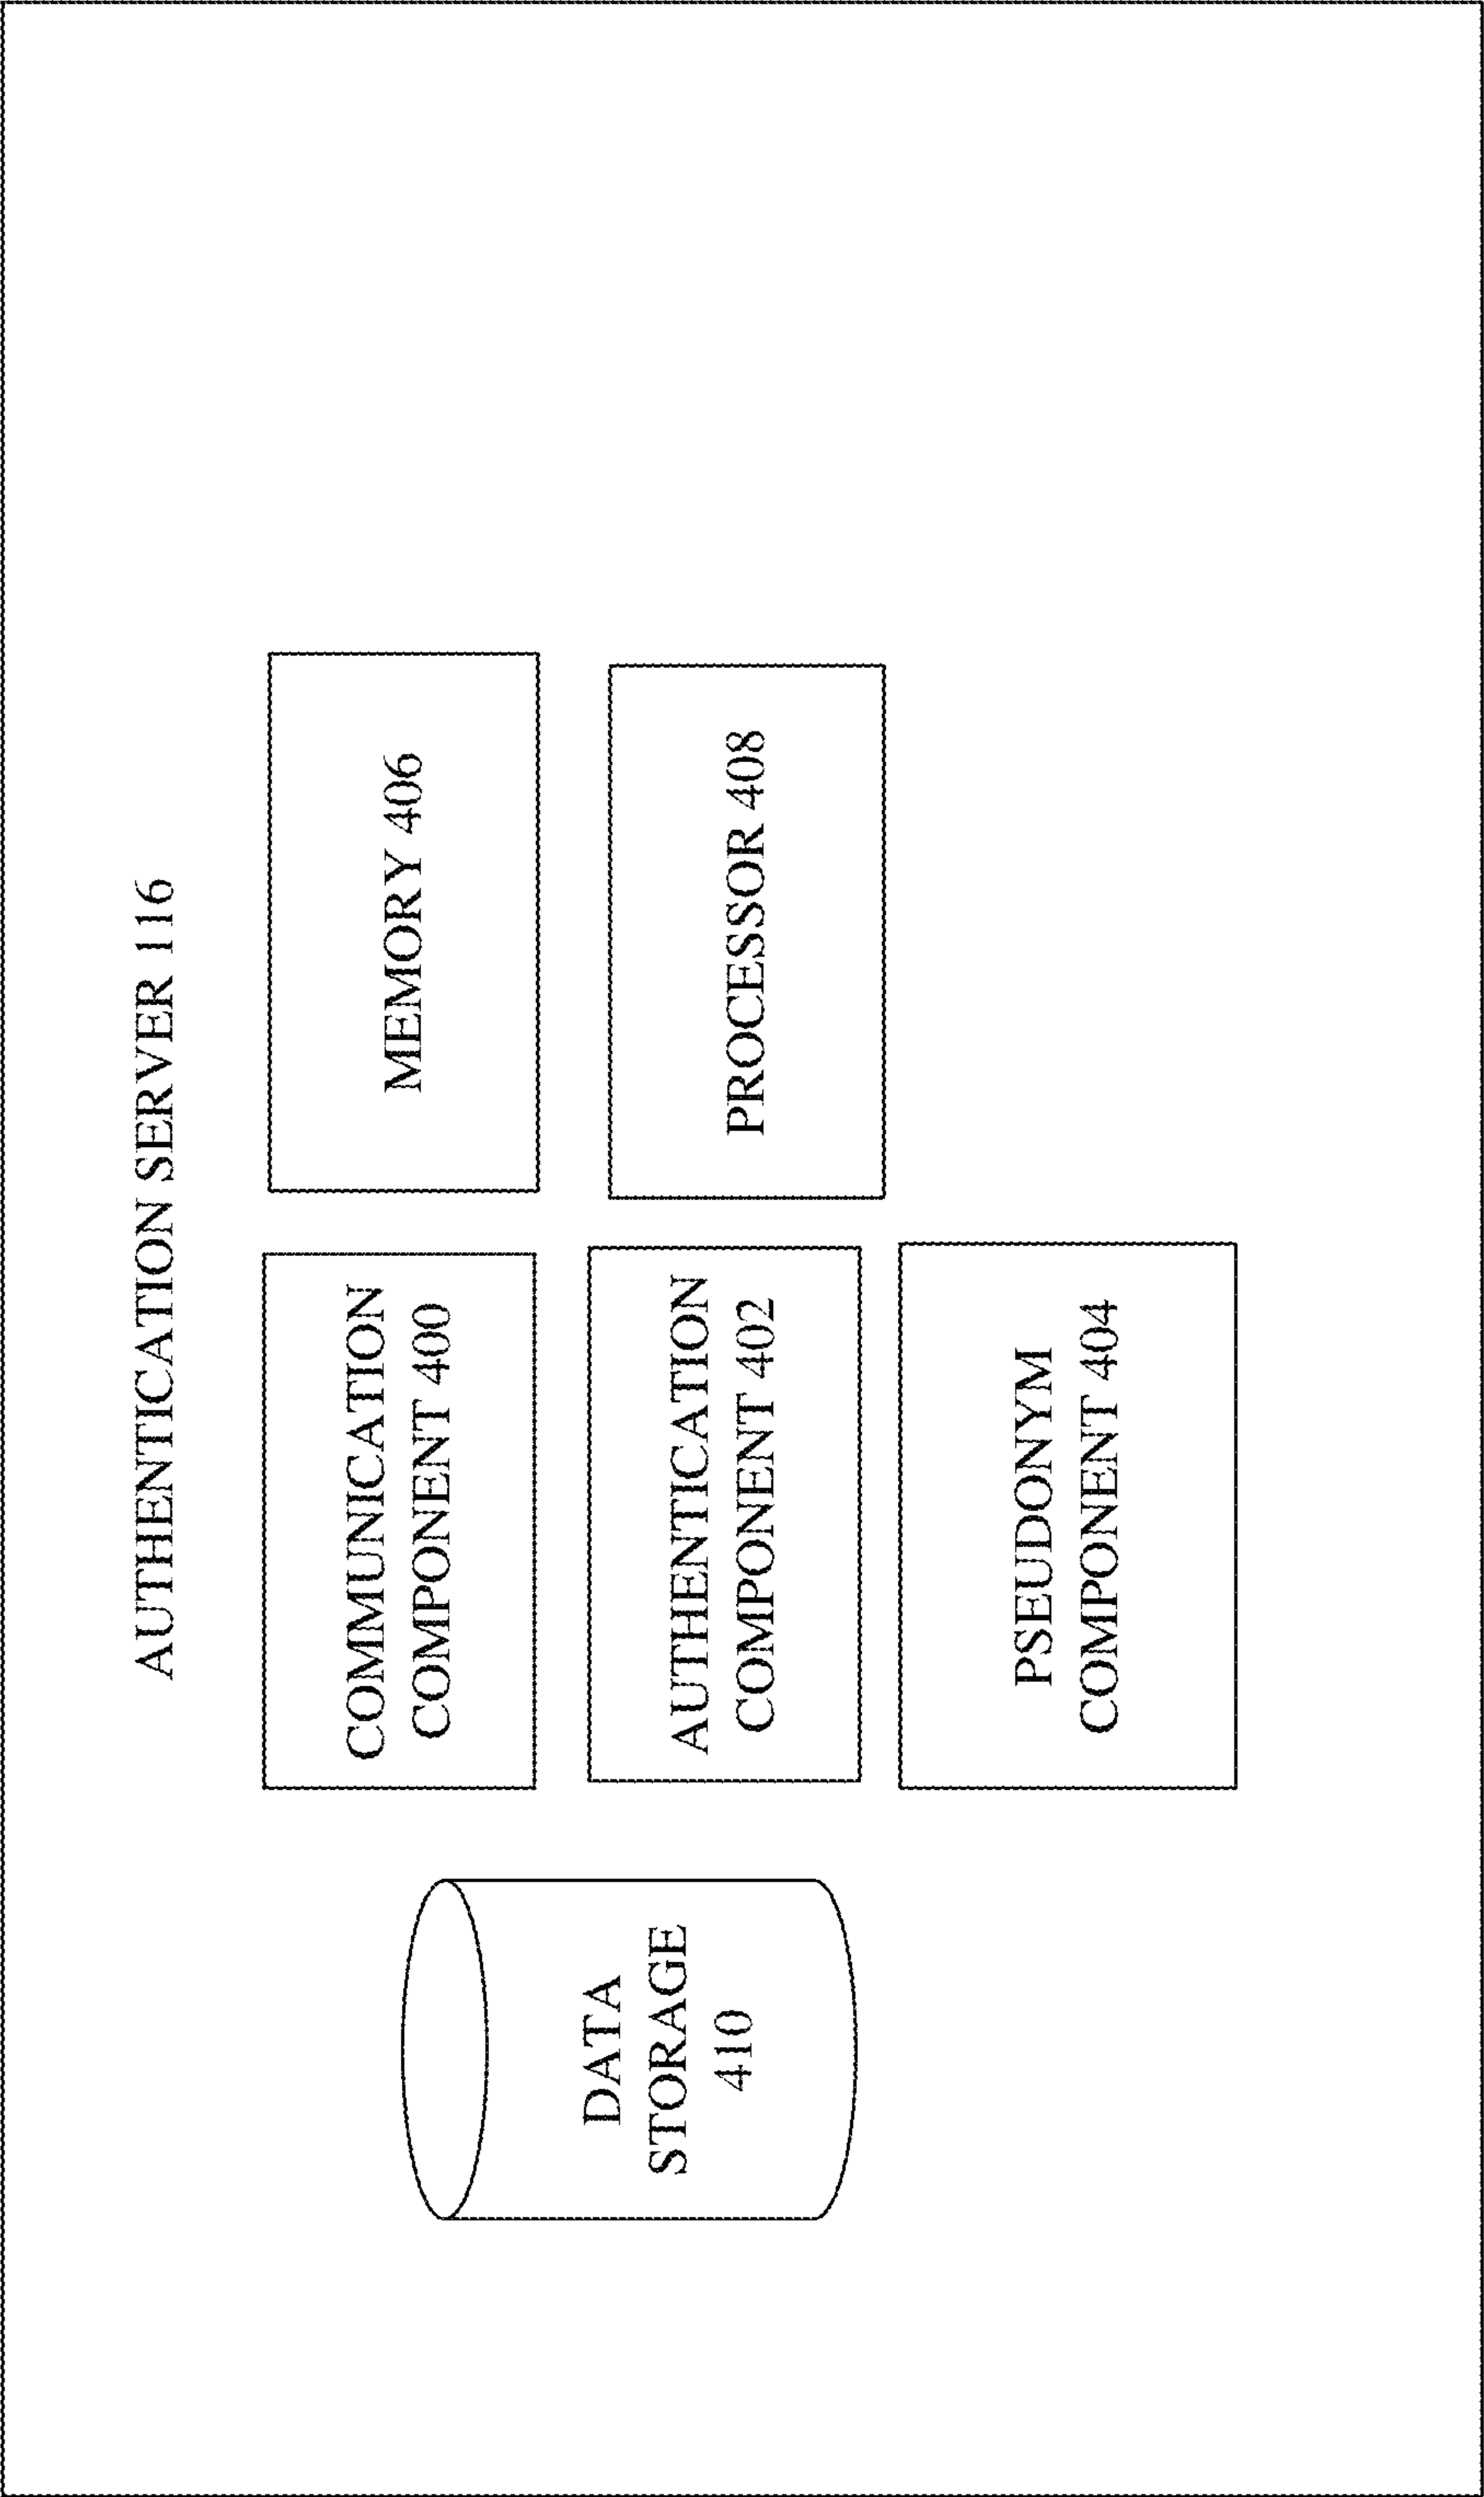 AUTHENTICATION SERVER 116
DATA
STORAGE
410
COMMUNICATION
COMPONENT 400
AUTHENTICATION
COMPONENT 402
PSEUDONYM
COMPONENT 404
MEMORY 406
PROCESSOR 408